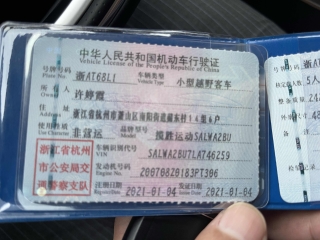 中华人民共和国机动车行驶证
Vehicle License of the People's Republic of China
号牌号码 浙AT68L1 车辆类型 小型越野客车
Plate No. Vehicle Type
所有人 许婷霞
Owner
住址
Address
使用性质 非营运 品牌型号 揽胜运动SALWA2BU
Use Character Model
浙江省杭州市公安局交通警察支队
车辆识别代号 SALWA2BU7LA746259
VIN
发动机号码 20070820183PT306
Engine No.
注册日期 2021-01-04 发证日期 2021-01-04
Register Date Issue Date